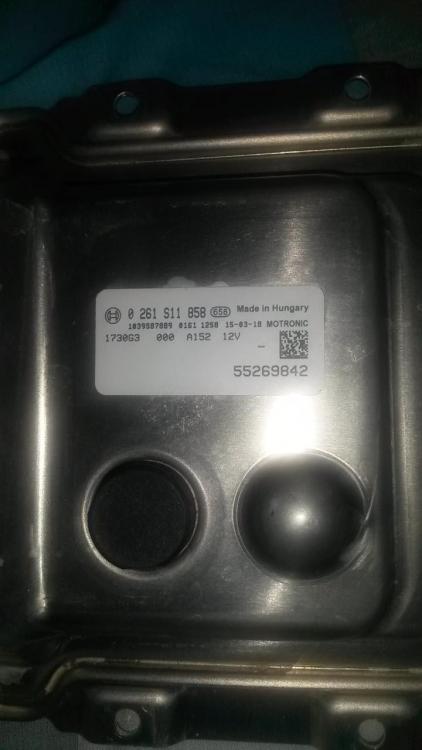 0 261 S11 858 658 Made in Hungary
1039S87089 0161 1258 15-03-18 MOTRONIC
1730G3 000 A152 12V
-
55269842